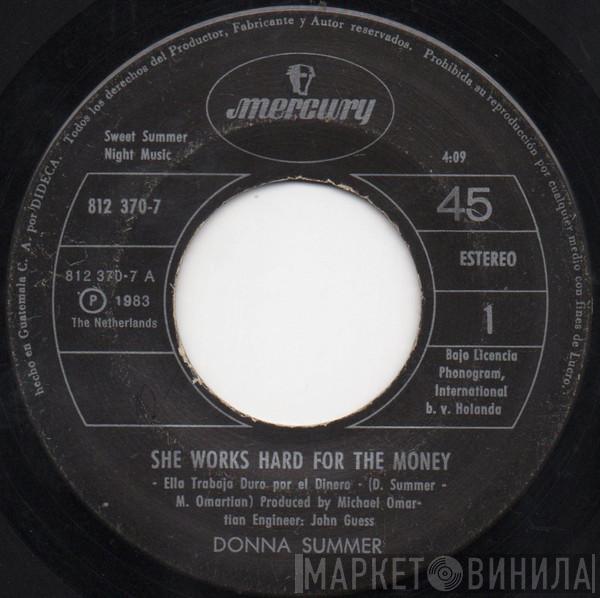 hecho en Guatemala C. A. por DIDECA. Todos los derechos del Productor, Fabricante y Autor reservados. Prohibida su reproducción por cualquier medio con fines de Lucro.
mercury
Sweet Summer
Night Music
4:09
812 370-7
45
812 370-7 A
ESTEREO
P 1983
The Netherlands
1
Bajo Licencia
Phonogram,
International
b. v. Holanda
SHE WORKS HARD FOR THE MONEY
- Ella Trabaja Duro por el Dinero - (D. Summer -
M. Omartian) Produced by Michael Omar-
tian Engineer: John Guess
DONNA SUMMER
МАРКЕТ ВИНИЛА